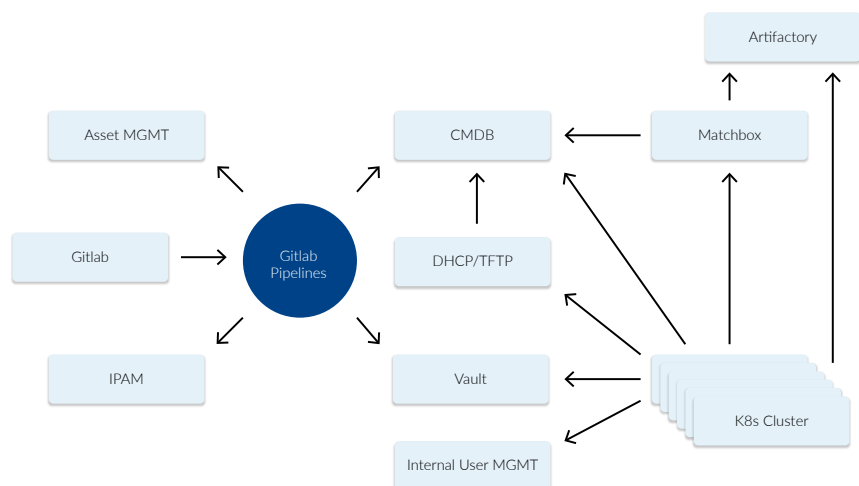 Artifactory
Asset MGMT
CMDB
Matchbox
Gitlab
Gitlab
Pipelines
DHCP/TFTP
IPAM
Vault
K8s Cluster
Internal User MGMT